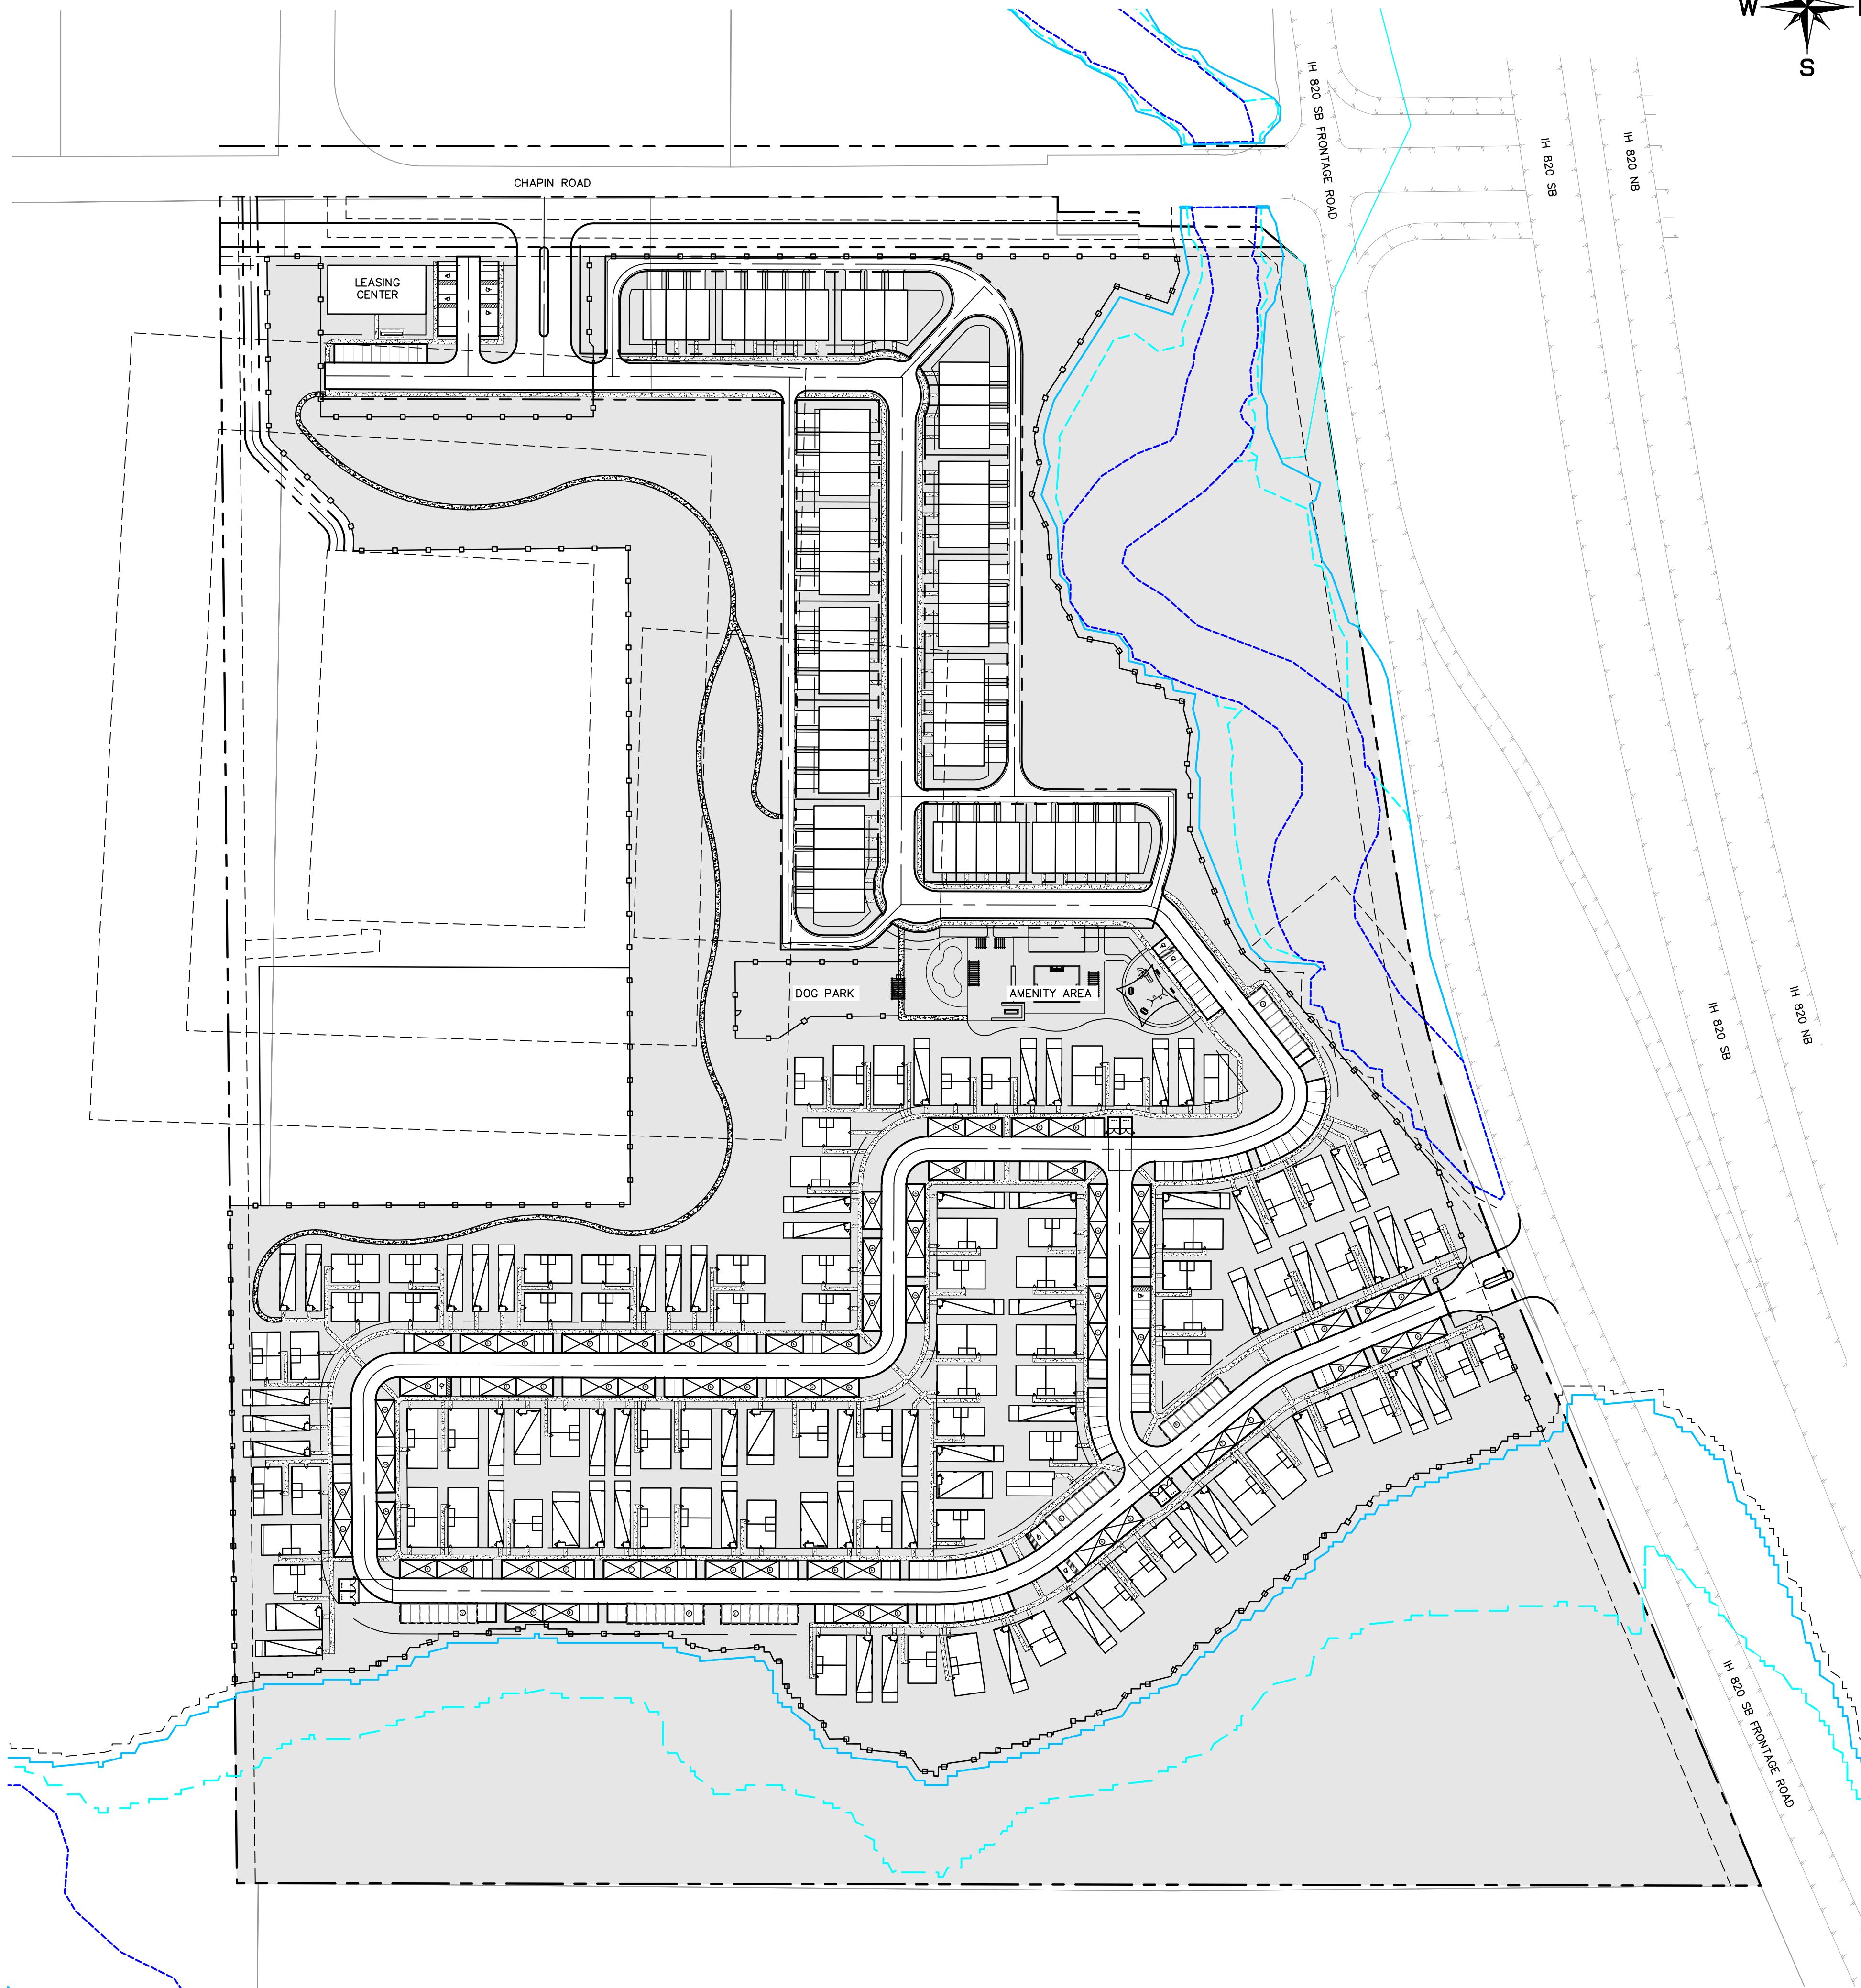 W
S
IH 820 SB FRONTAGE ROAD
IH 820 SB
IH 820 NB
CHAPIN ROAD
LEASING
CENTER
DOG PARK
AMENITY AREA
IH 820 SB
IH 820 NB
IH 820 SB FRONTAGE ROAD